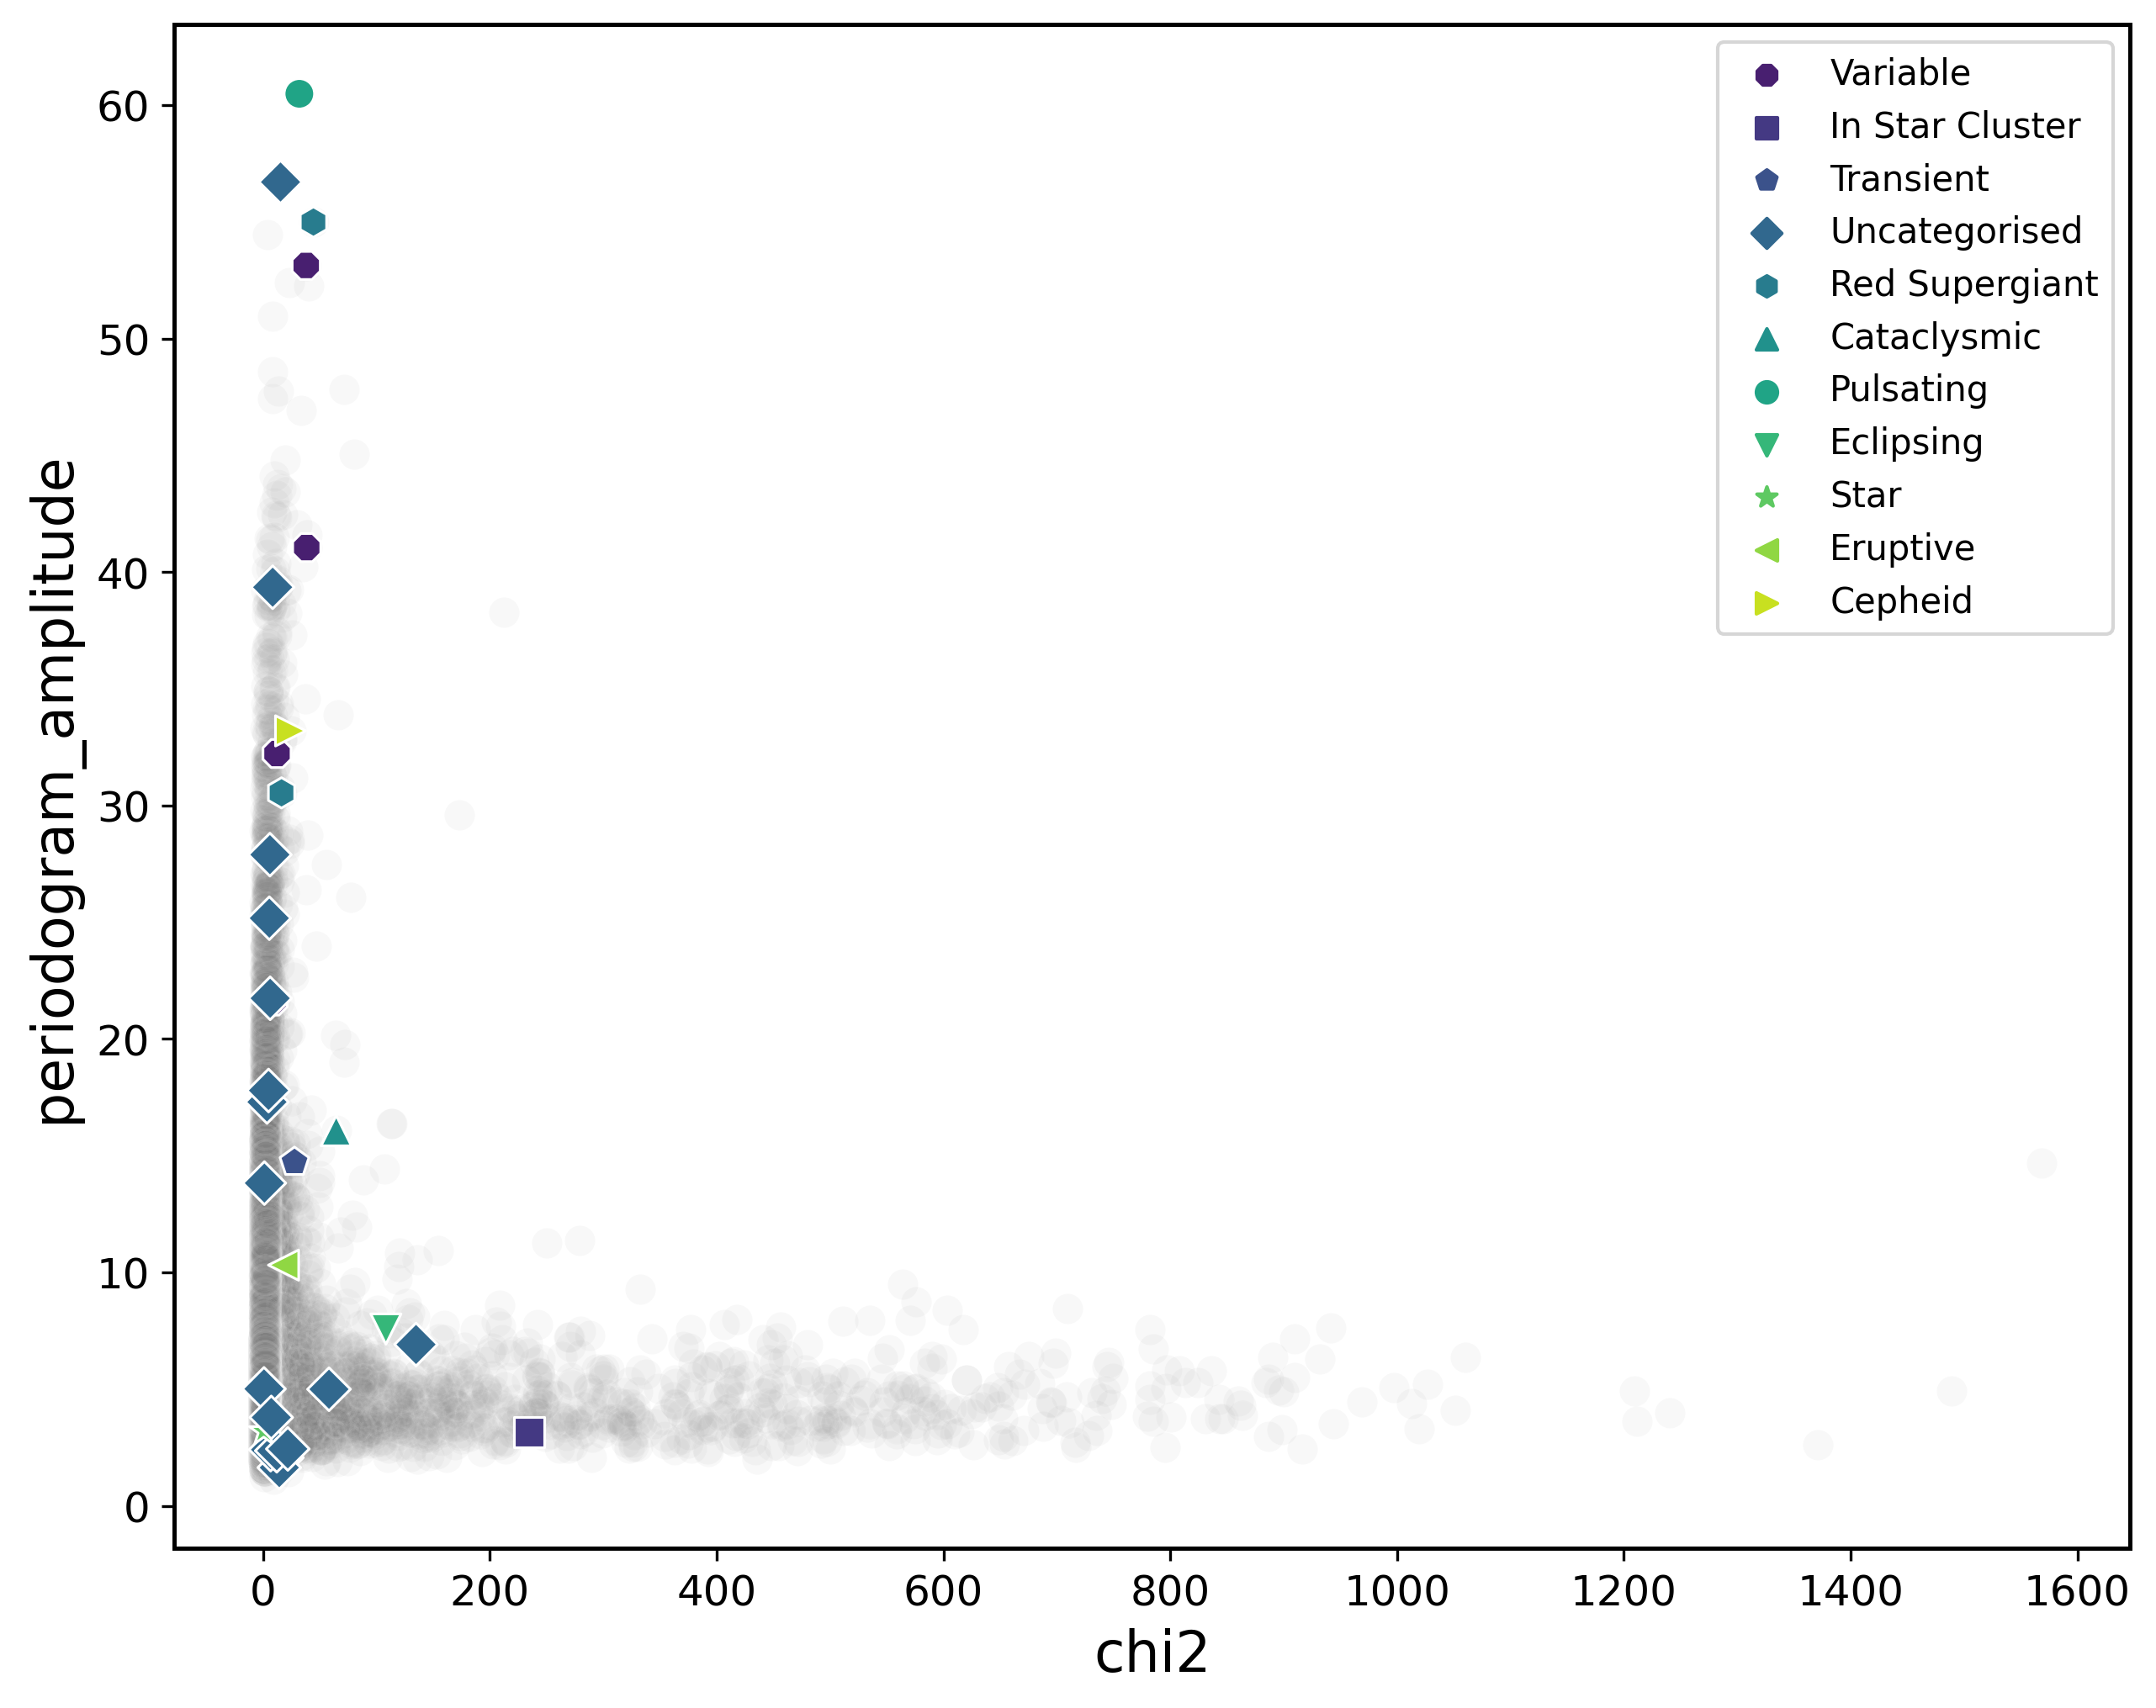 Variable
In Star Cluster
Transient
Uncategorised
Red Supergiant
Cataclysmic
Pulsating
Eclipsing
Star
Eruptive
Cepheid
periodogram_amplitude
60
50
40
30
20
10
0
0 200 400 600 800 1000 1200 1400 1600
chi2